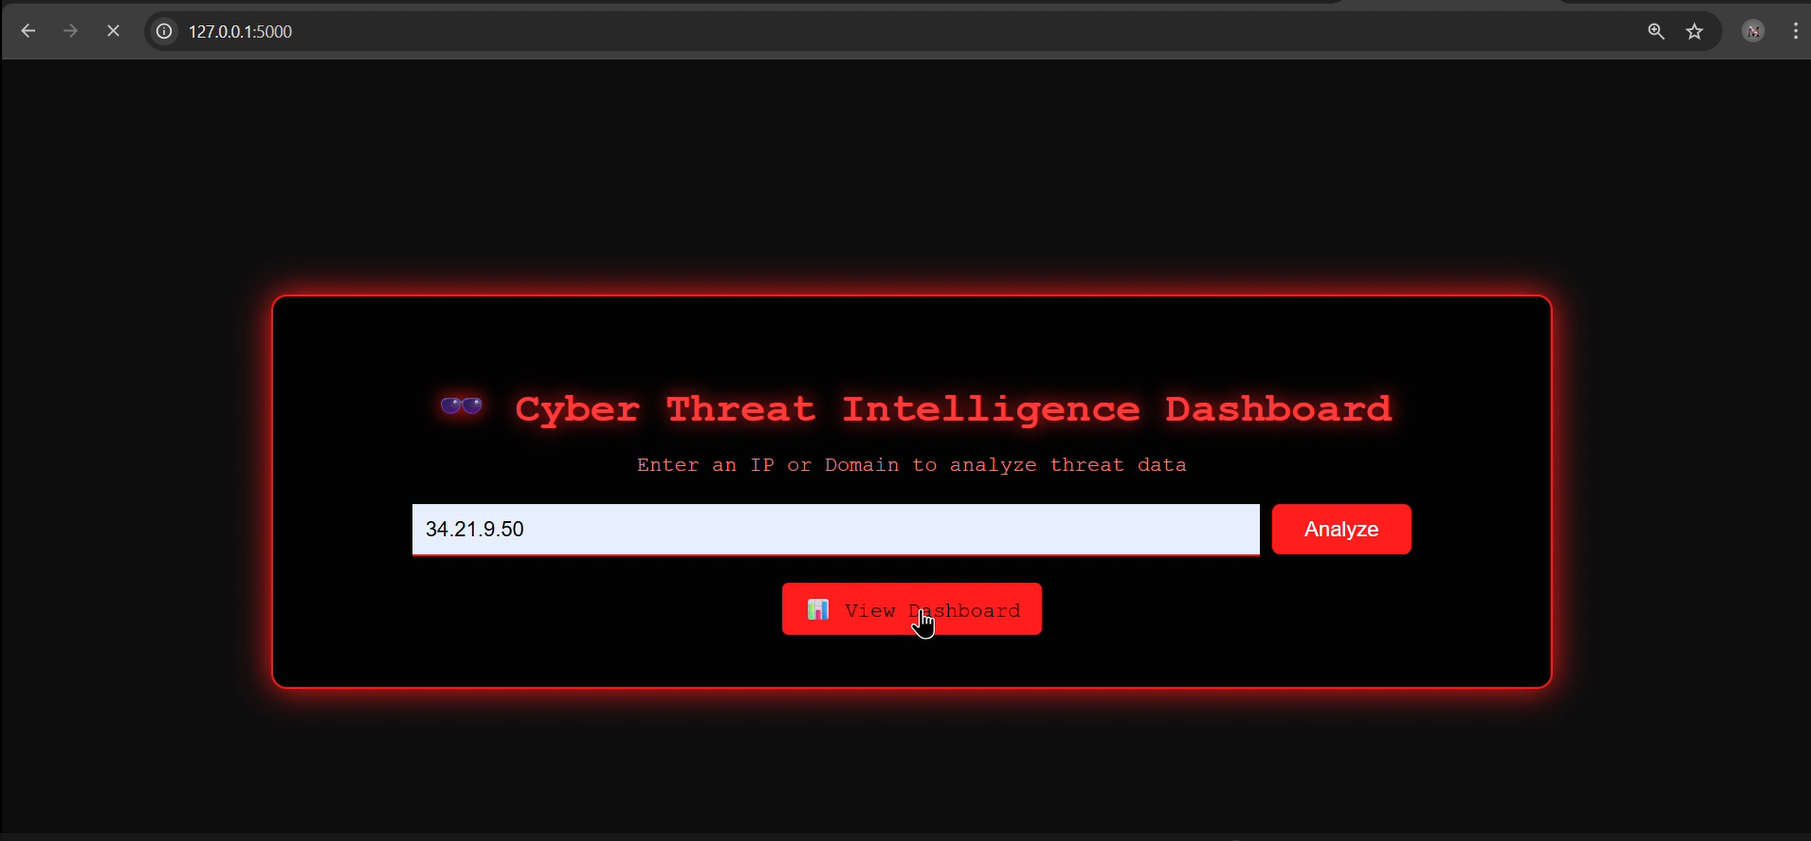 127.0.0.1:5000
🕶️ Cyber Threat Intelligence Dashboard
Enter an IP or Domain to analyze threat data
34.21.9.50 Analyze
📊 View Dashboard